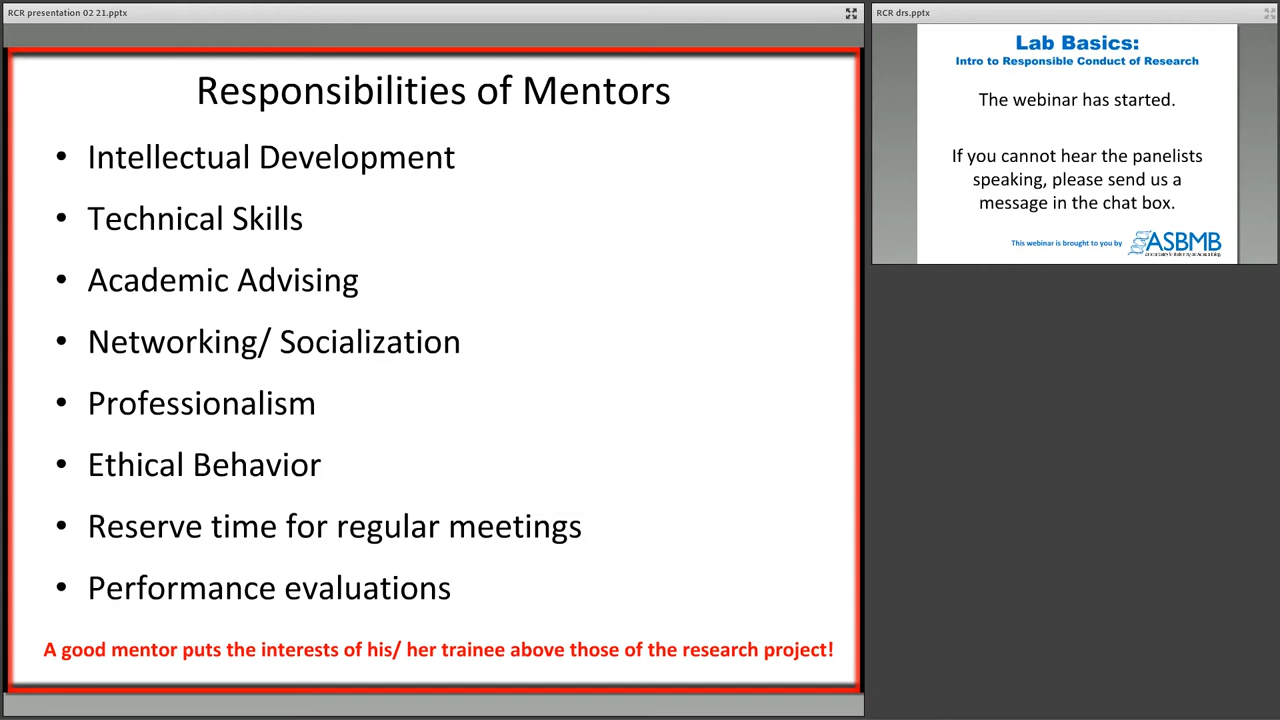 RCR presentation 02 21.pptx
Responsibilities of Mentors
• Intellectual Development
• Technical Skills
• Academic Advising
• Networking/ Socialization
• Professionalism
• Ethical Behavior
• Reserve time for regular meetings
• Performance evaluations
A good mentor puts the interests of his/ her trainee above those of the research project!
RCR drs.pptx
Lab Basics:
Intro to Responsible Conduct of Research
The webinar has started.
If you cannot hear the panelists
speaking, please send us a
message in the chat box.
This webinar is brought to you by
ASBMB